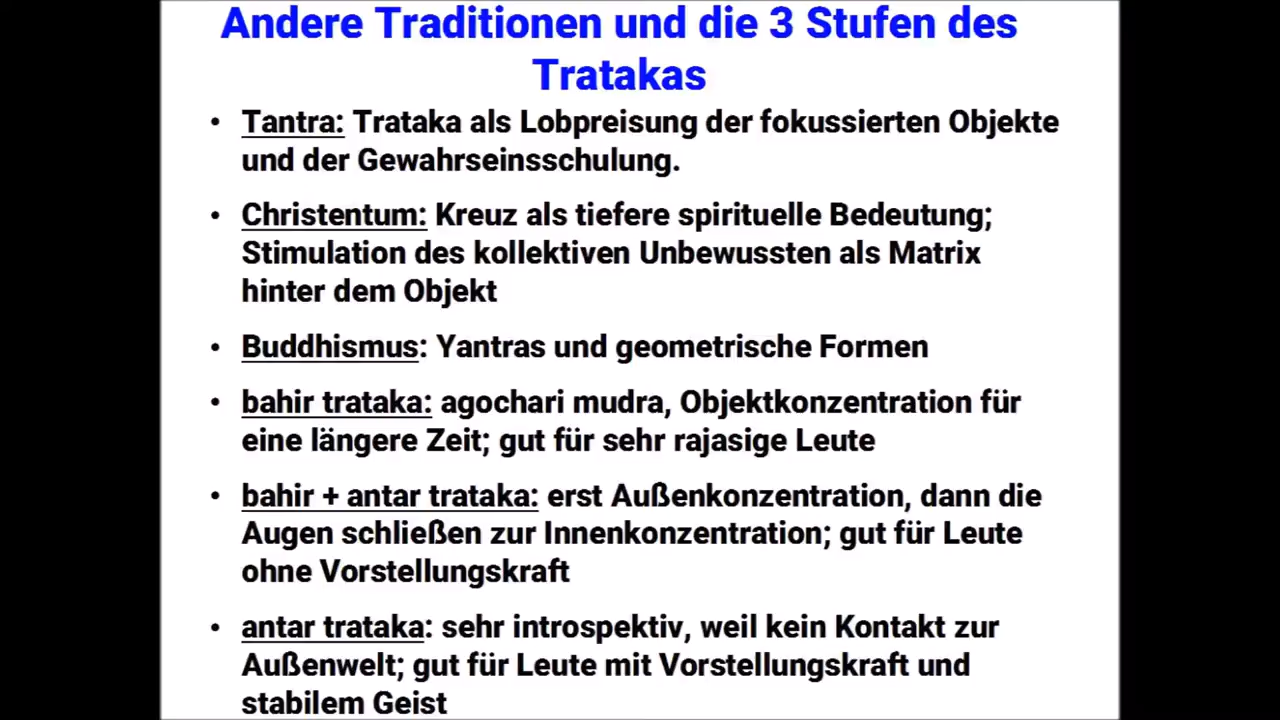 Andere Traditionen und die 3 Stufen des
Tratakas
• Tantra: Trataka als Lobpreisung der fokussierten Objekte
und der Gewahrseinsschulung.
• Christentum: Kreuz als tiefere spirituelle Bedeutung;
Stimulation des kollektiven Unbewussten als Matrix
hinter dem Objekt
• Buddhismus: Yantras und geometrische Formen
• bahir trataka: agochari mudra, Objektkonzentration für
eine längere Zeit; gut für sehr rajasige Leute
• bahir + antar trataka: erst Außenkonzentration, dann die
Augen schließen zur Innenkonzentration; gut für Leute
ohne Vorstellungskraft
• antar trataka: sehr introspektiv, weil kein Kontakt zur
Außenwelt; gut für Leute mit Vorstellungskraft und
stabilem Geist